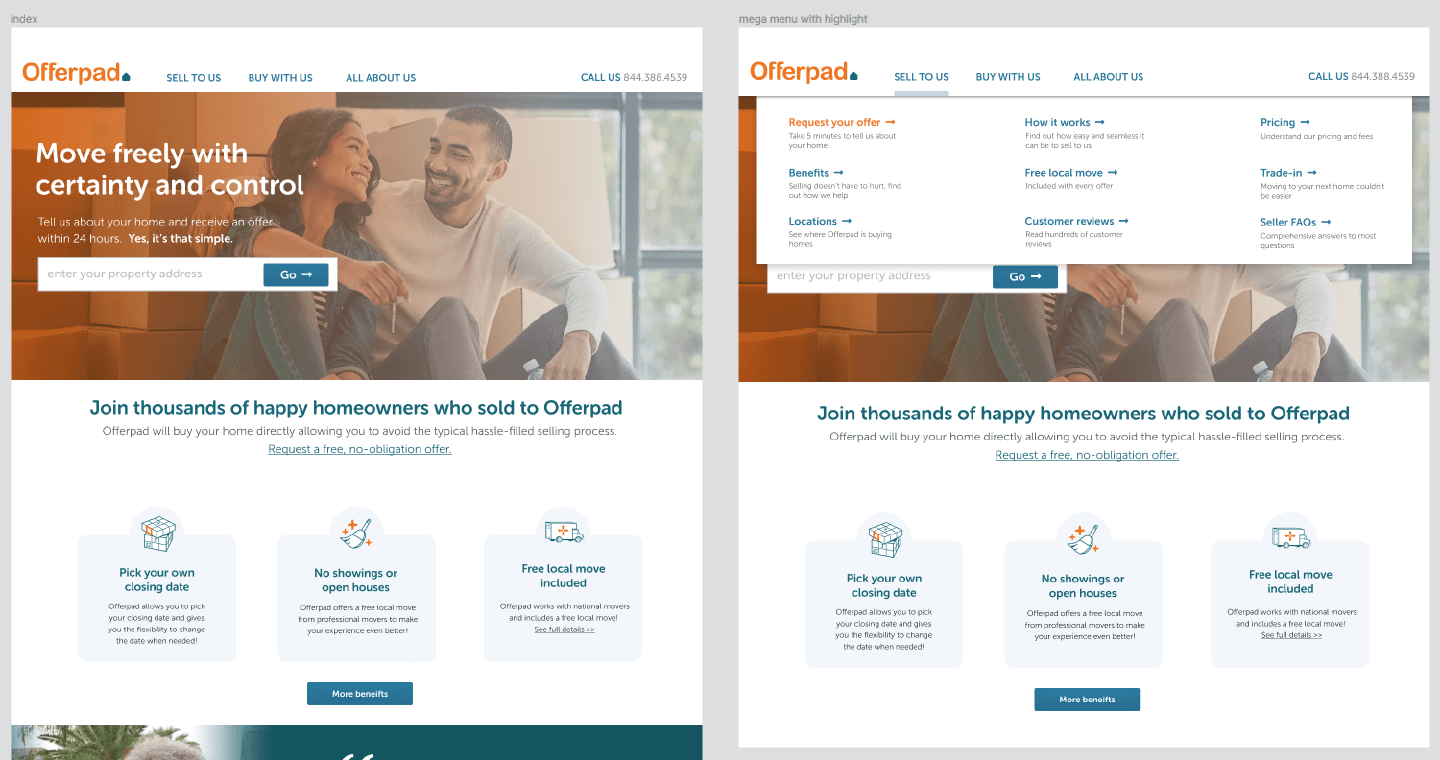 index
Offerpad
SELL TO US
BUY WITH US
ALL ABOUT US
CALL US 844.388.4539
Move freely with
certainty and control
Tell us about your home and receive an offer
within 24 hours. Yes, it's that simple.
enter your property address
Go →
Join thousands of happy homeowners who sold to Offerpad
Offerpad will buy your home directly allowing you to avoid the typical hassle-filled selling process.
Request a free, no-obligation offer.
Pick your own
closing date
Offerpad allows you to pick
your closing date and gives
you the flexibility to change
the date when needed!
No showings or
open houses
Offerpad offers a free local move
from professional movers to make
your experience even better!
Free local move
included
Offerpad works with national movers
and includes a free local move!
See full details >>
More beneifts
“
mega menu with highlight
Offerpad
SELL TO US
BUY WITH US
ALL ABOUT US
CALL US 844.388.4539
Request your offer →
Take 5 minutes to tell us about
your home
How it works →
Find out how easy and seamless it
can be to sell to us
Pricing →
Understand our pricing and fees
Benefits →
Selling doesn't have to hurt, find
out how we help
Free local move →
Included with every offer
Trade-in →
Moving to your next home couldn't
be easier
Locations →
See where Offerpad is buying
homes
Customer reviews →
Read hundreds of customer
reviews
Seller FAQs →
Comprehensive answers to most
questions
enter your property address
Go →
Join thousands of happy homeowners who sold to Offerpad
Offerpad will buy your home directly allowing you to avoid the typical hassle-filled selling process.
Request a free, no-obligation offer.
Pick your own
closing date
Offerpad allows you to pick
your closing date and gives
you the flexibility to change
the date when needed!
No showings or
open houses
Offerpad offers a free local move
from professional movers to make
your experience even better!
Free local move
included
Offerpad works with national movers
and includes a free local move!
See full details >>
More beneifts